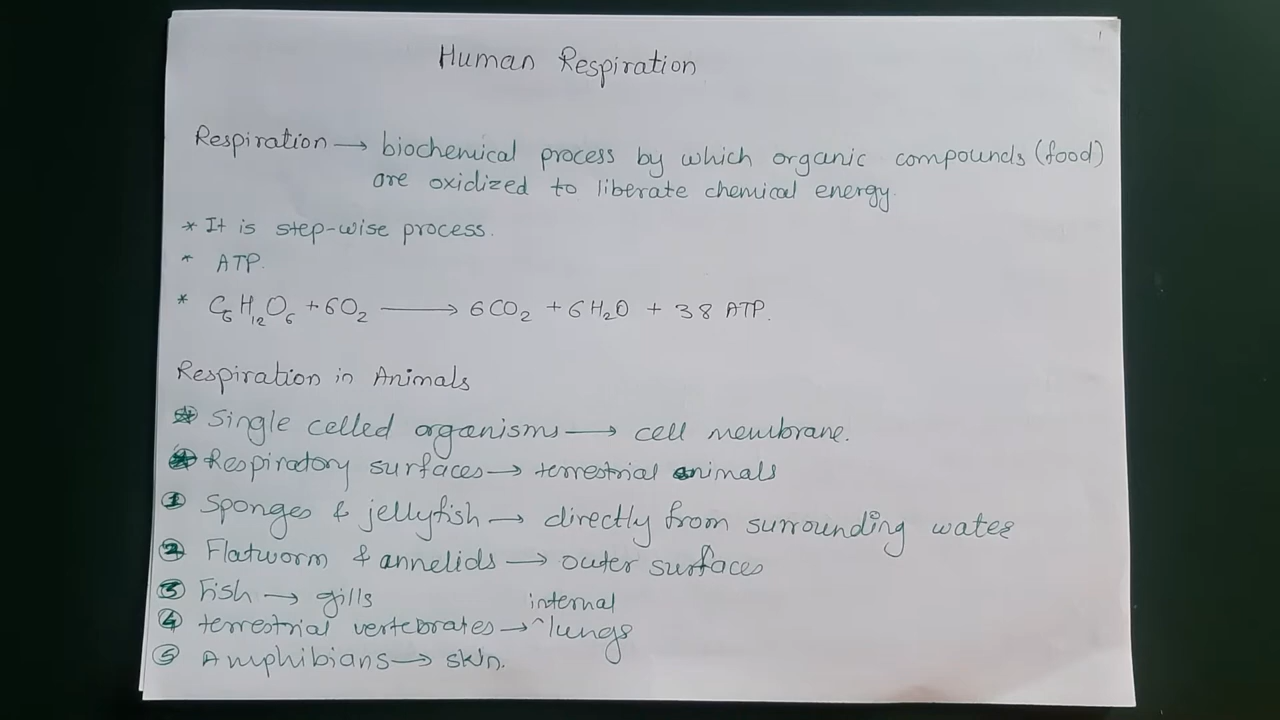 1
Human Respiration
Respiration → biochemical process by which organic compounds (food)
are oxidized to liberate chemical energy.
* It is step-wise process.
* ATP.
* C6H12O6 + 6O2 → 6CO2 + 6H2O + 38 ATP.
Respiration in Animals
* Single celled organisms → cell membrane.
* Respiratory surfaces → terrestrial animals
① Sponges & jellyfish → directly from surrounding water
② Flatworm & annelids → outer surfaces
③ Fish → gills
④ terrestrial vertebrates → ^internal lungs
⑤ Amphibians → skin.